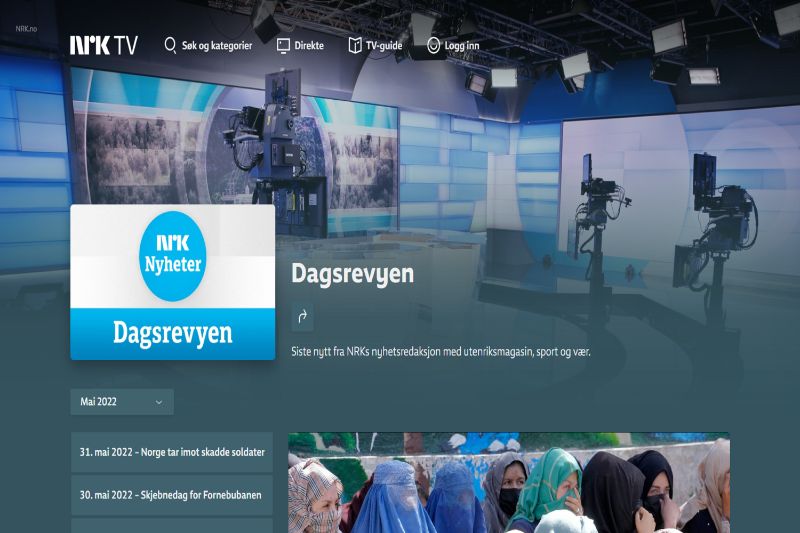 NRK.no
NRK TV
Søk og kategorier
Direkte
TV-guide
Logg inn
NRK
Nyheter
Dagsrevyen
Dagsrevyen
Siste nytt fra NRKs nyhetsredaksjon med utenriksmagasin, sport og vær.
Mai 2022
31. mai 2022 – Norge tar imot skadde soldater
30. mai 2022 – Skjebnedag for Fornebubanen